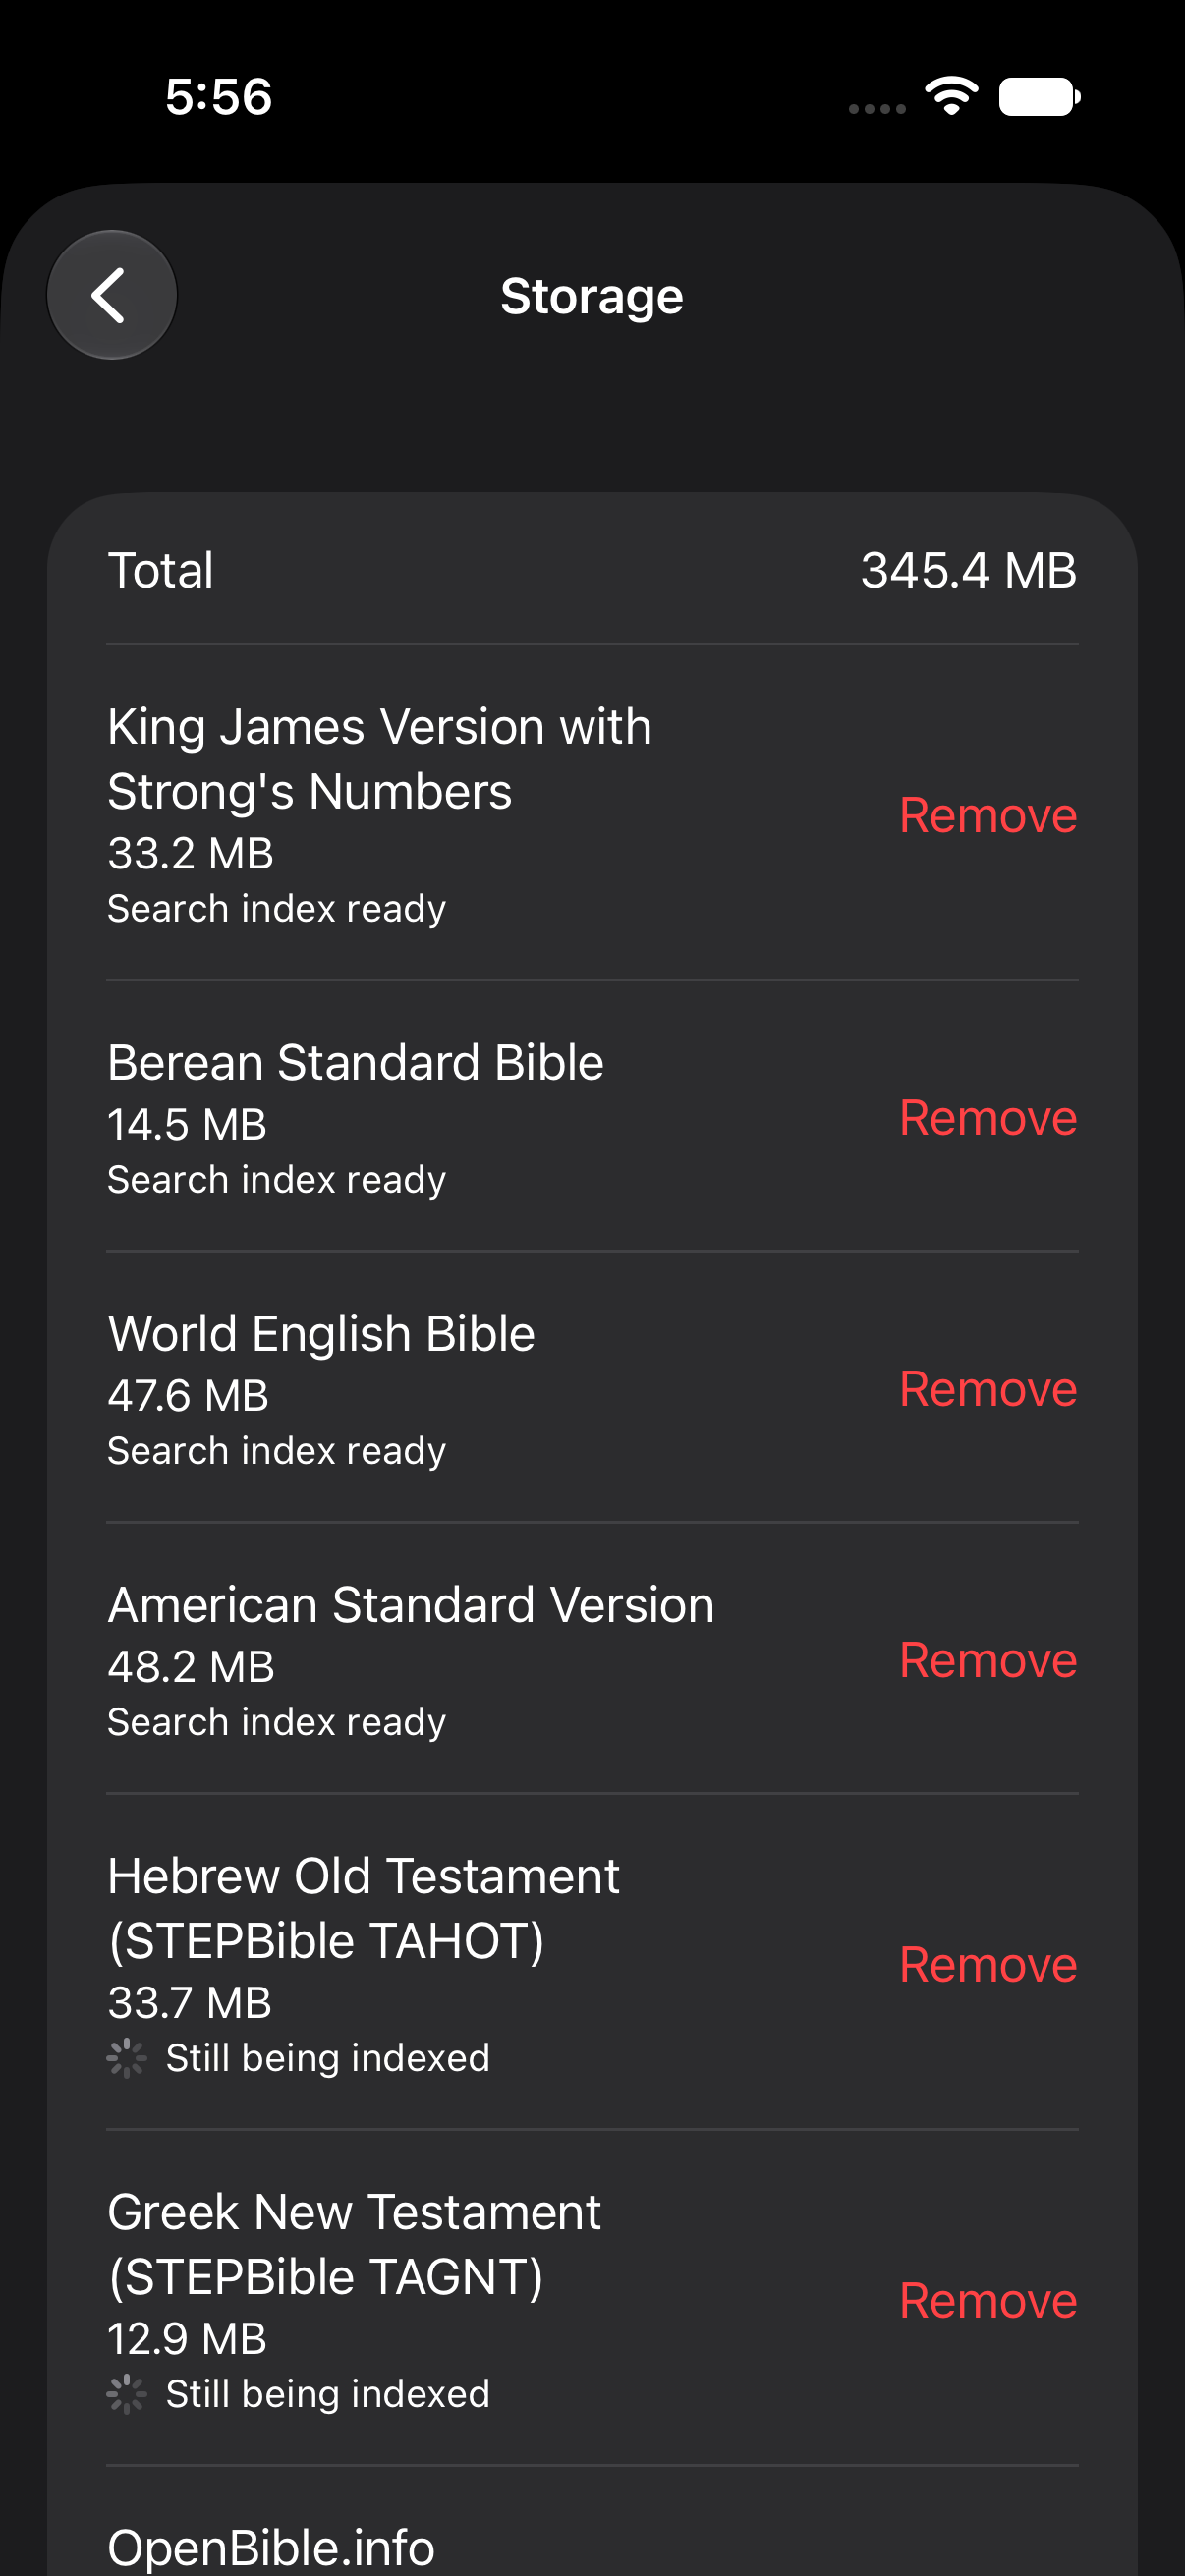 5:56
Storage
Total 345.4 MB
King James Version with
Strong's Numbers
33.2 MB
Search index ready
Remove
Berean Standard Bible
14.5 MB
Search index ready
Remove
World English Bible
47.6 MB
Search index ready
Remove
American Standard Version
48.2 MB
Search index ready
Remove
Hebrew Old Testament
(STEPBible TAHOT)
33.7 MB
Still being indexed
Remove
Greek New Testament
(STEPBible TAGNT)
12.9 MB
Still being indexed
Remove
OpenBible.info